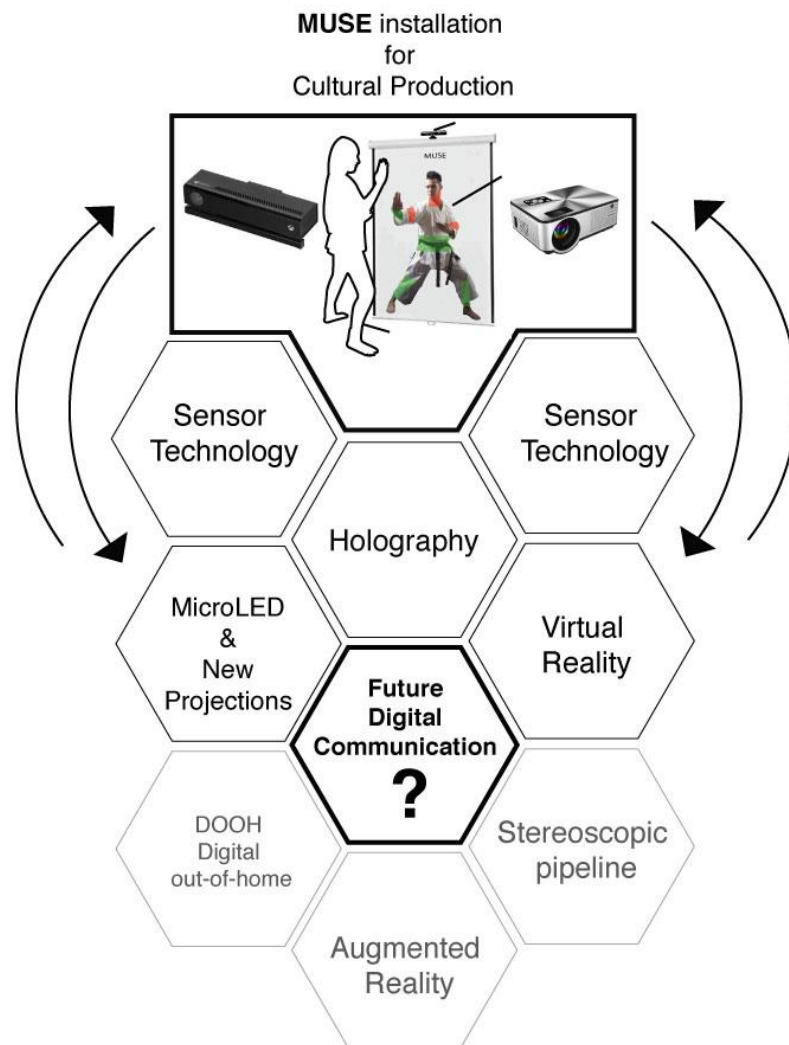 MUSE installation
for
Cultural Production
MUSE
Sensor
Technology
Sensor
Technology
Holography
MicroLED
&
New
Projections
Virtual
Reality
Future
Digital
Communication
?
DOOH
Digital
out-of-home
Stereoscopic
pipeline
Augmented
Reality